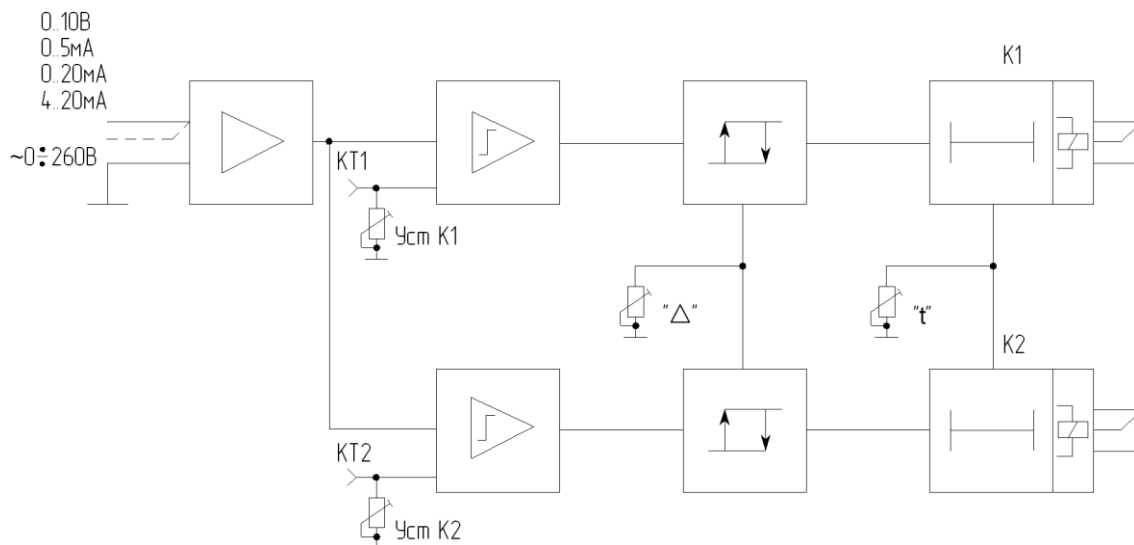 0..10В
0..5мА
0..20мА
4..20мА
~0÷260В
К1
КТ1
Уст К1
"△"
"t"
К2
КТ2
Уст К2